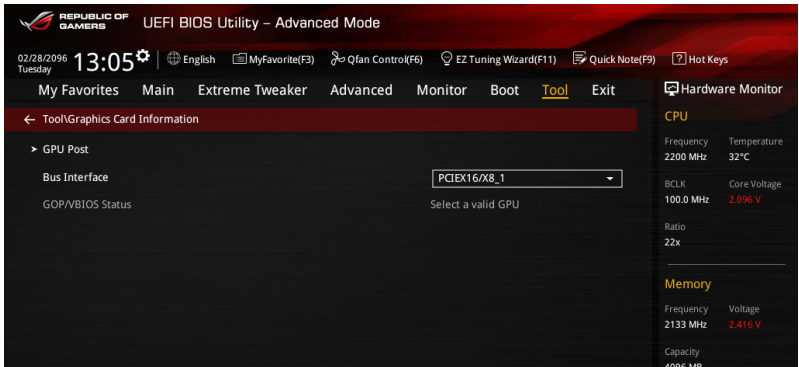 REPUBLIC OF
GAMERS
UEFI BIOS Utility – Advanced Mode
02/28/2096
Tuesday
13:05
English
MyFavorite(F3)
Qfan Control(F6)
EZ Tuning Wizard(F11)
Quick Note(F9)
? Hot Keys
My Favorites Main Extreme Tweaker Advanced Monitor Boot Tool Exit
Hardware Monitor
← Tool\Graphics Card Information
➤ GPU Post
Bus Interface PCIEX16/X8_1
GOP/VBIOS Status Select a valid GPU
CPU
Frequency Temperature
2200 MHz 32°C
BCLK Core Voltage
100.0 MHz 2.096 V
Ratio
22x
Memory
Frequency Voltage
2133 MHz 2.416 V
Capacity
4096 MB